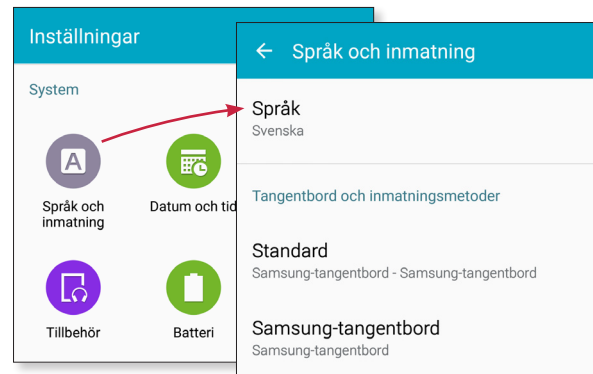 Inställningar
System
Språk och
inmatning
Datum och tid
Tillbehör
Batteri
Språk och inmatning
Språk
Svenska
Tangentbord och inmatningsmetoder
Standard
Samsung-tangentbord - Samsung-tangentbord
Samsung-tangentbord
Samsung-tangentbord